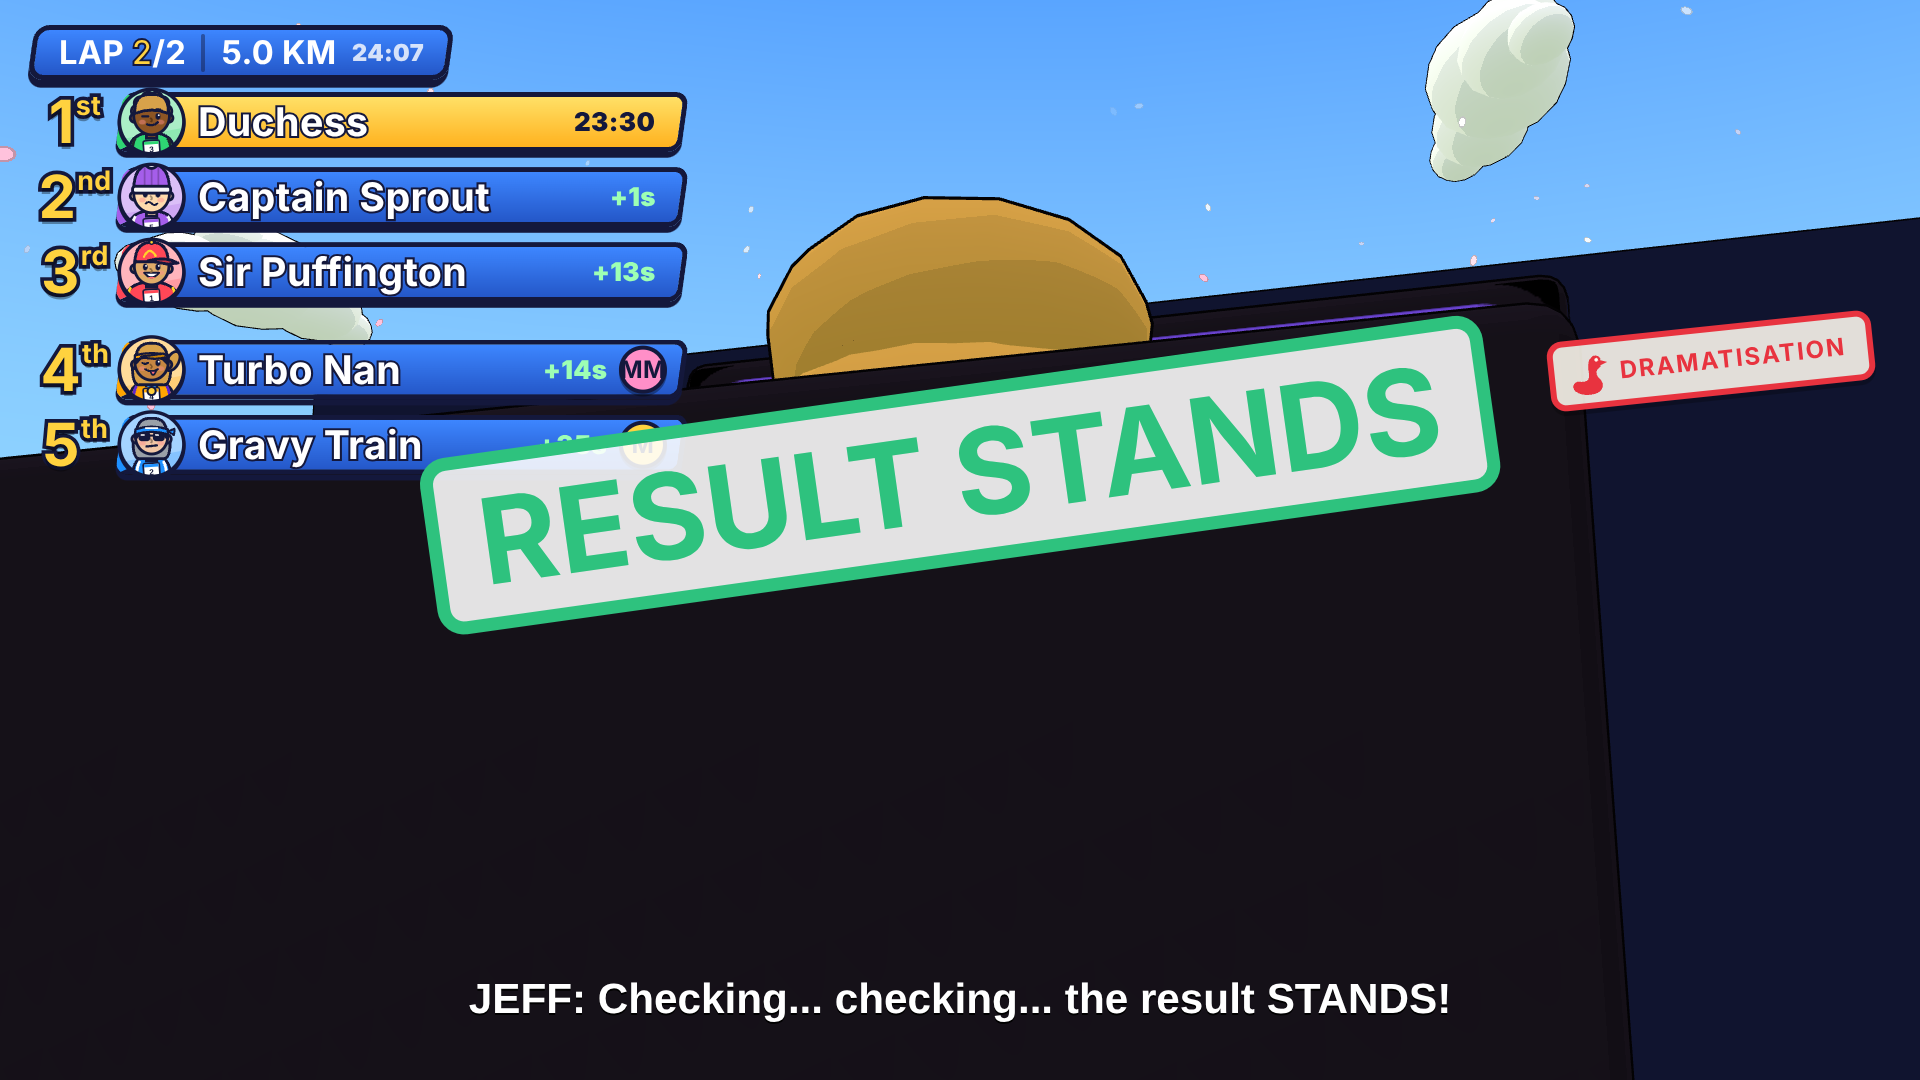 LAP 2/2 5.0 KM 24:07
1st Duchess 23:30
2nd Captain Sprout +1s
3rd Sir Puffington +13s
4th Turbo Nan +14s MM
5th Gravy Train
RESULT STANDS
DRAMATISATION
JEFF: Checking... checking... the result STANDS!